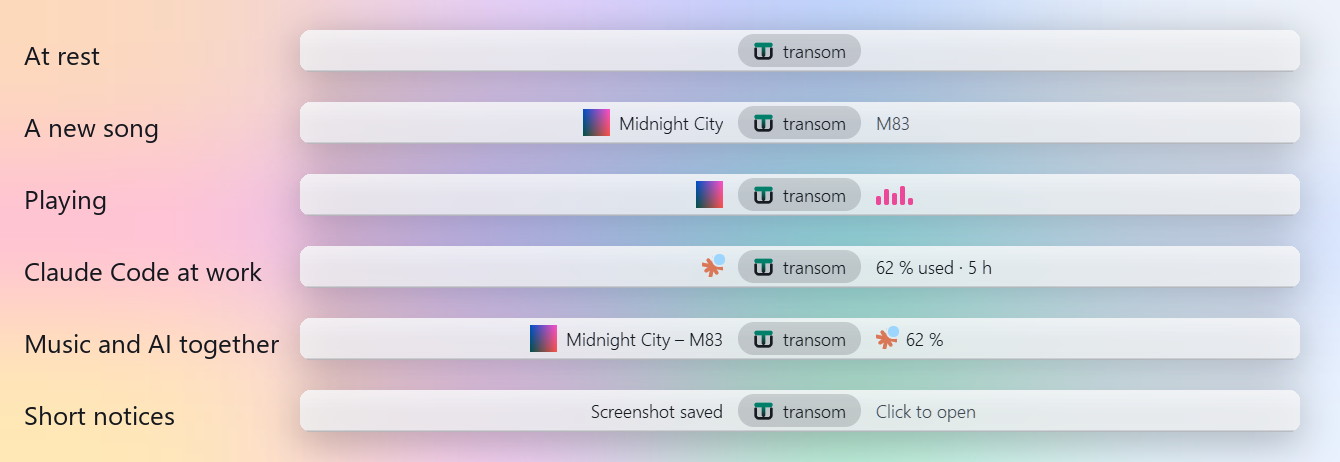 At rest transom
A new song Midnight City transom M83
Playing transom
Claude Code at work transom 62 % used · 5 h
Music and AI together Midnight City – M83 transom 62 %
Short notices Screenshot saved transom Click to open